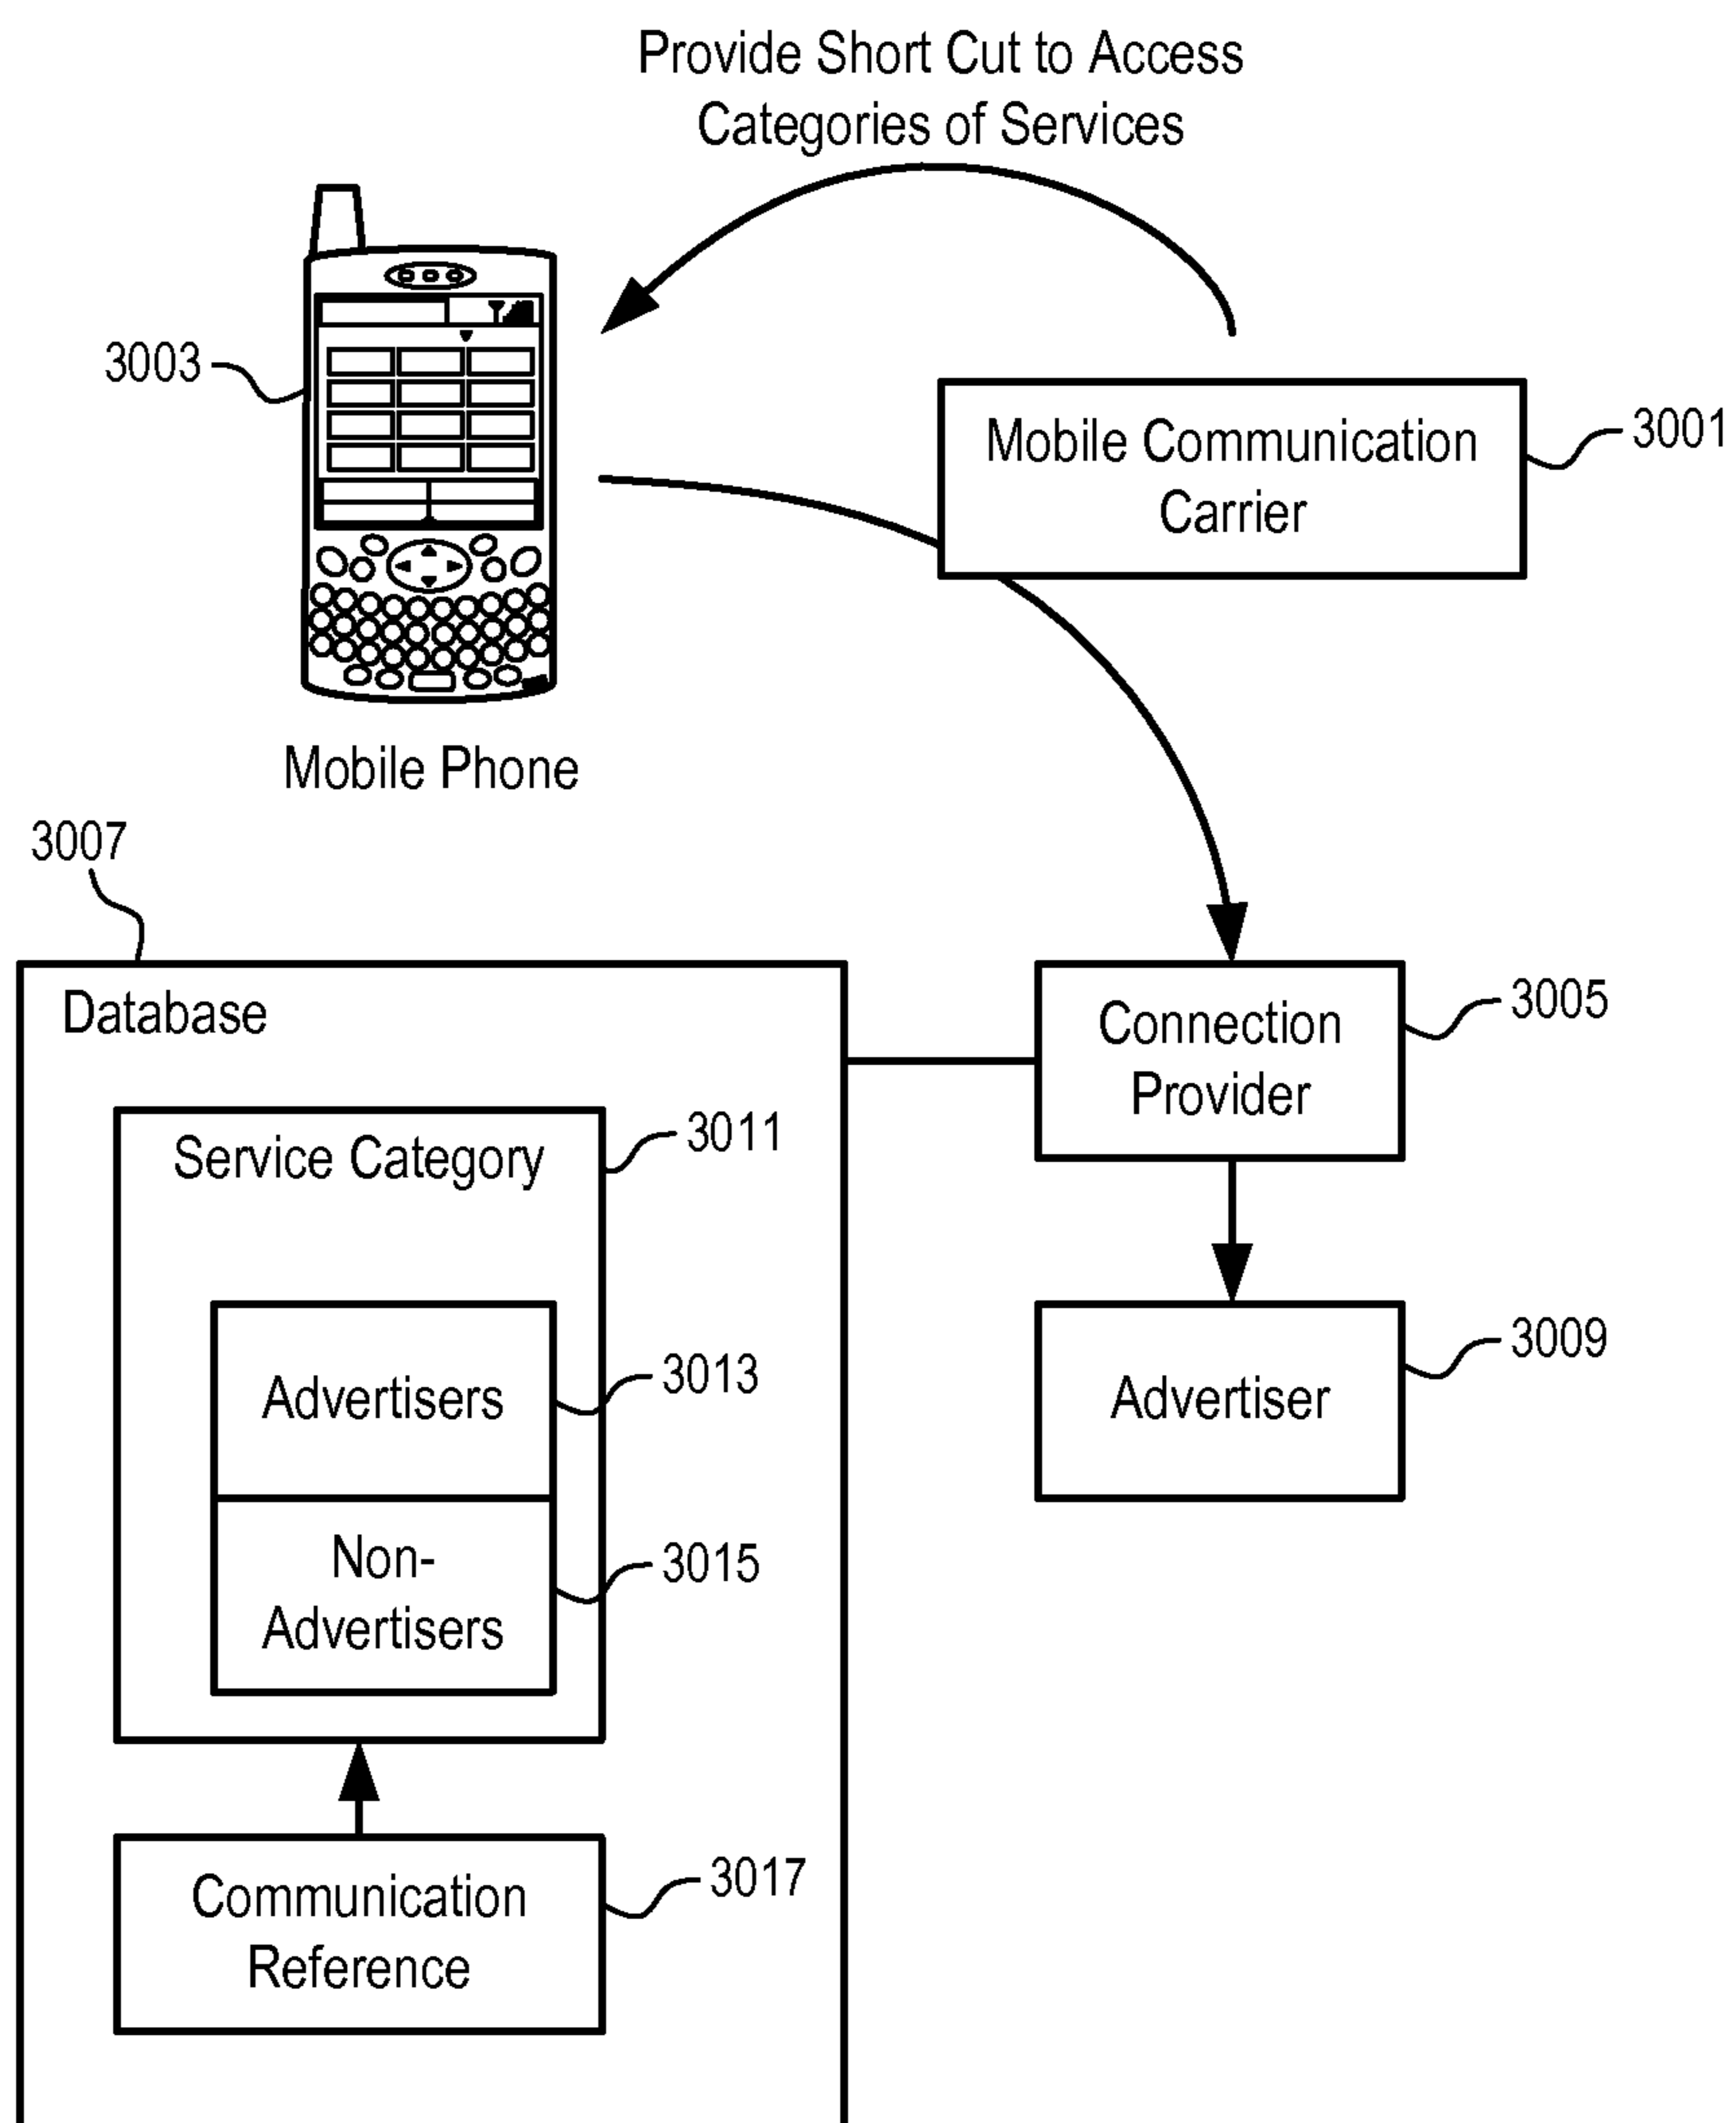 Provide Short Cut to Access
Categories of Services
3003
Mobile Communication
Carrier
3001
Mobile Phone
3007
Database
Connection
Provider
3005
Service Category
3011
Advertisers
3013
Advertiser
3009
Non-
Advertisers
3015
Communication
Reference
3017